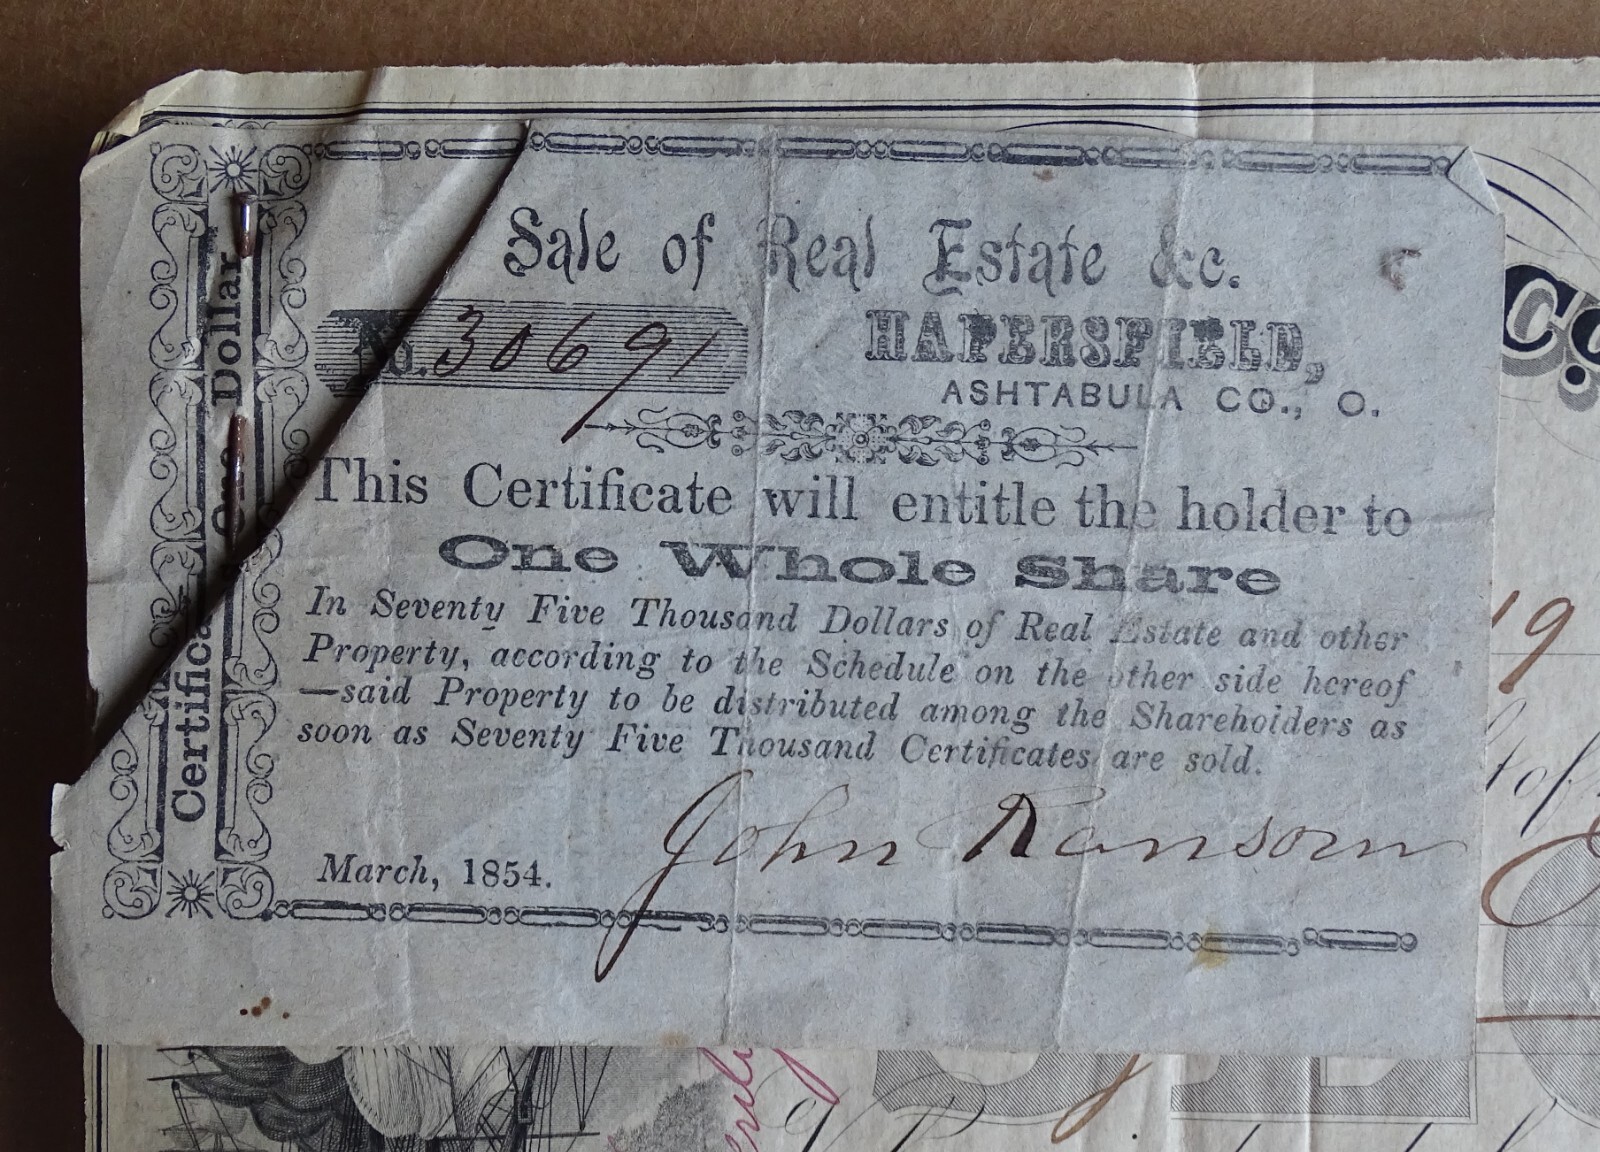 Certificate One Dollar
Sale of Real Estate &c.
No. 30691
HAPERSFIELD,
ASHTABULA CO., O.
This Certificate will entitle the holder to
One Whole Share
In Seventy Five Thousand Dollars of Real Estate and other
Property, according to the Schedule on the other side hereof
—said Property to be distributed among the Shareholders as
soon as Seventy Five Thousand Certificates are sold.
John Ransom
March, 1854.
Co.
19